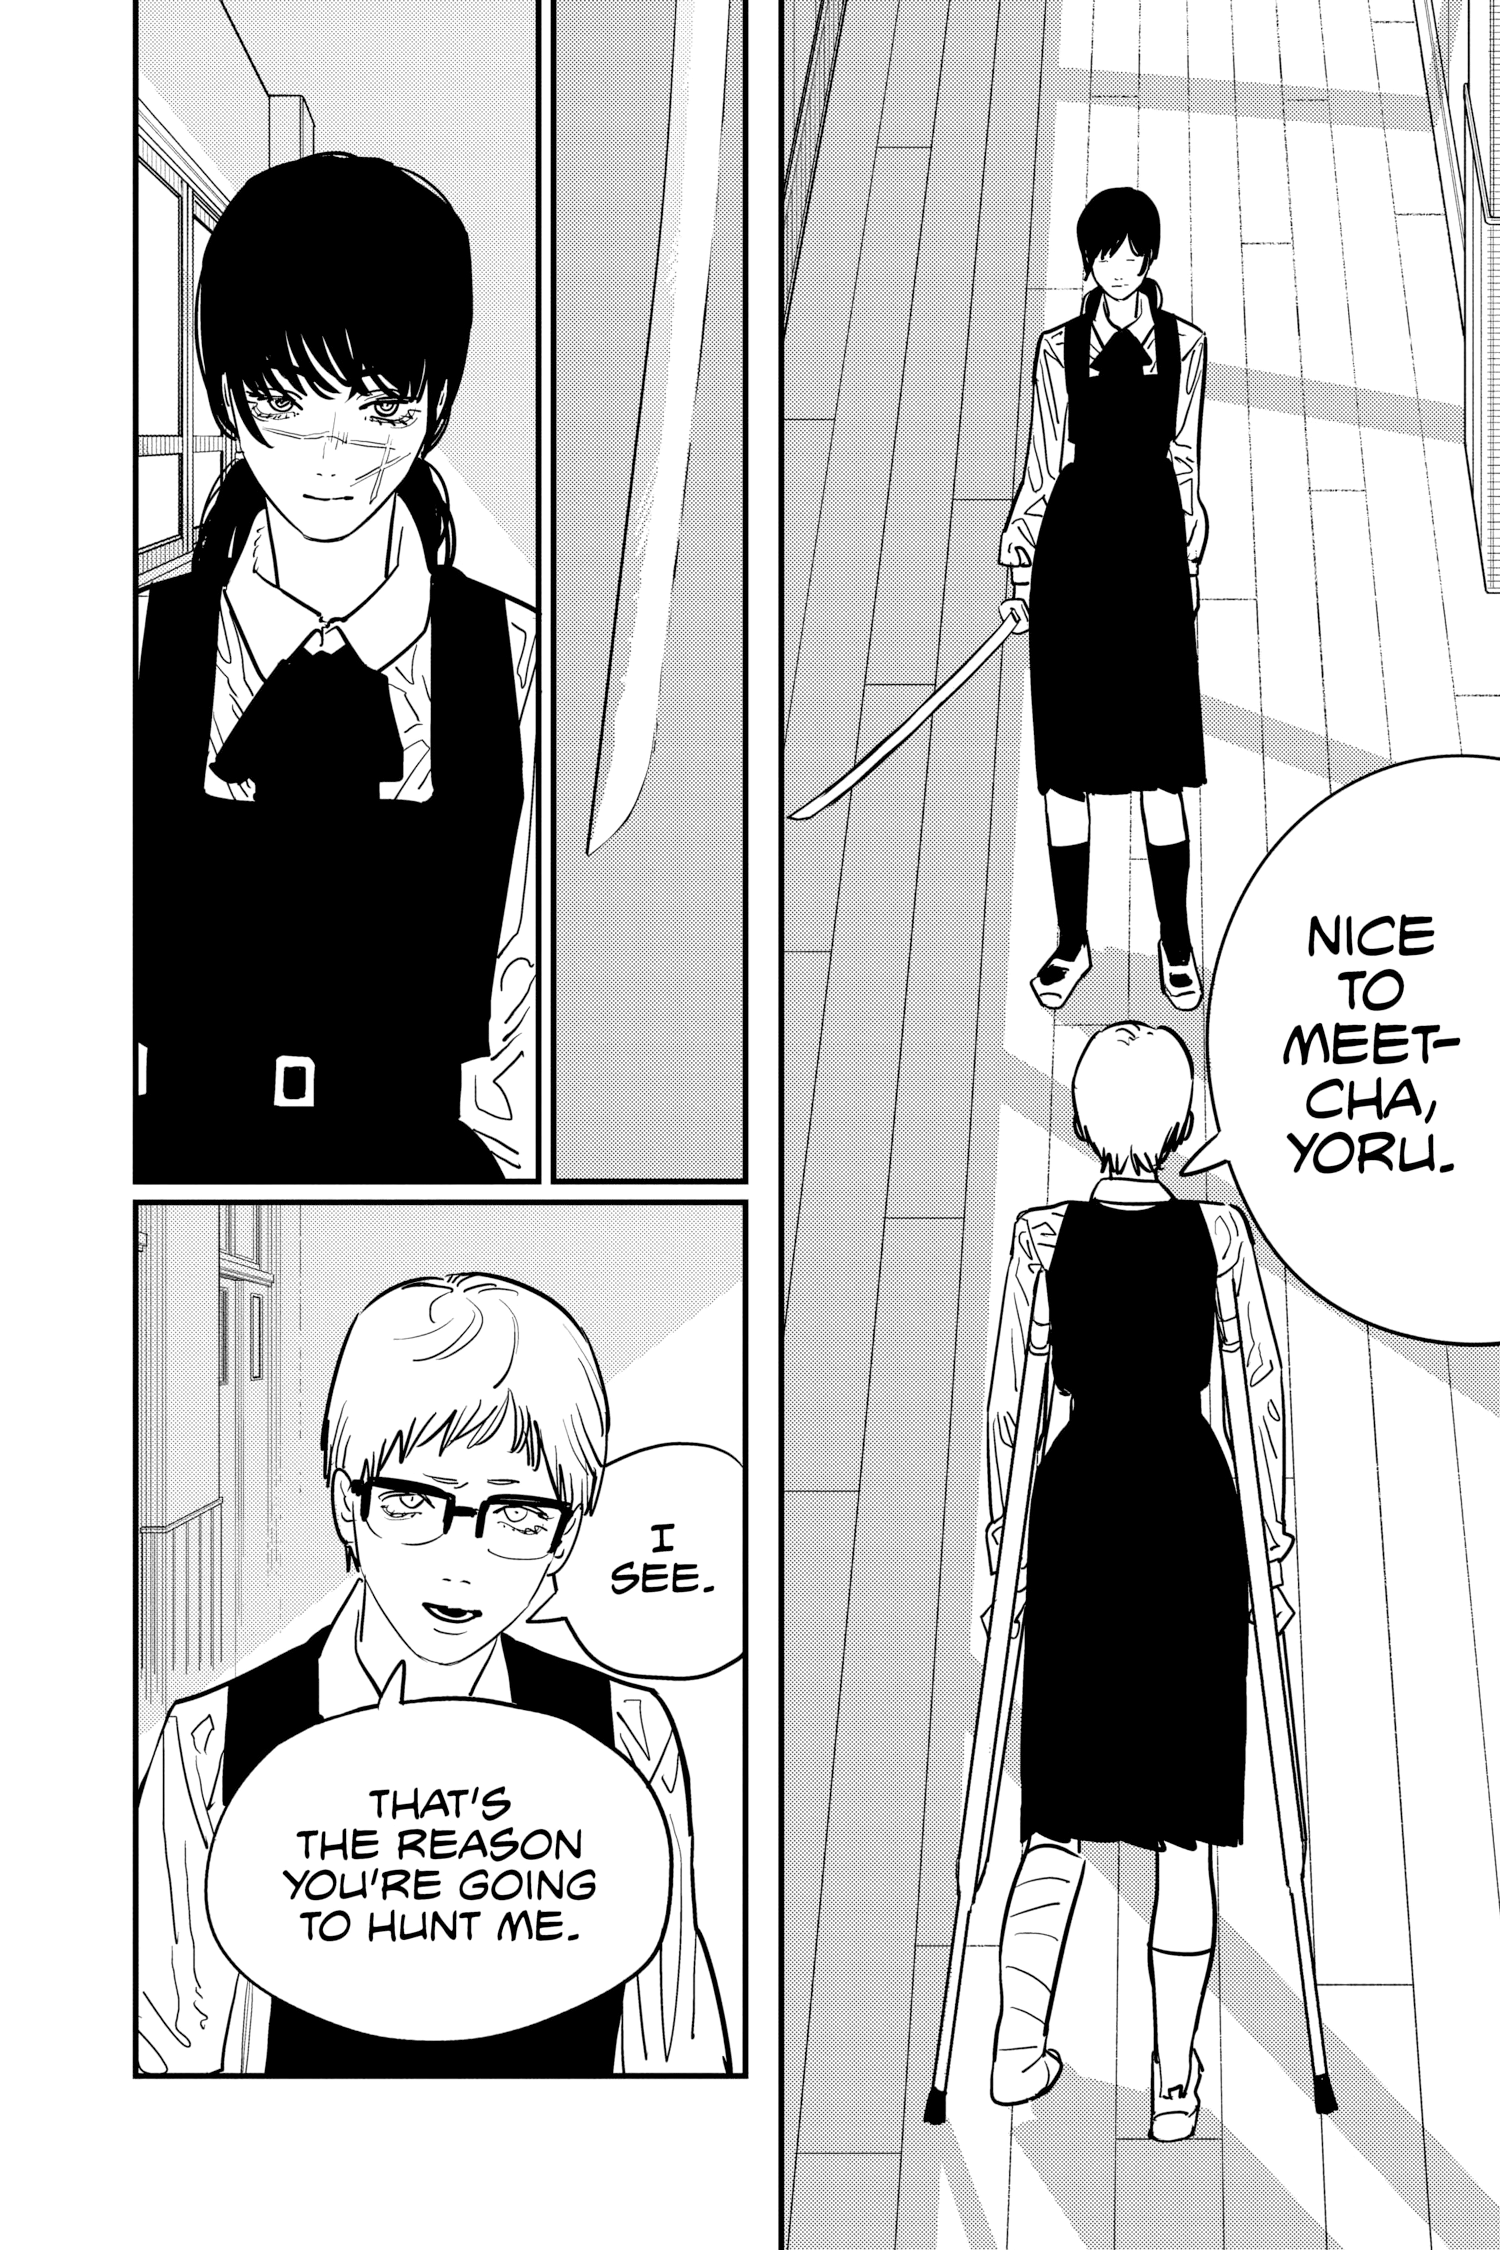 NICE
TO
MEET-
CHA,
YORU.
I
SEE.
THAT'S
THE REASON
YOU'RE GOING
TO HUNT ME.